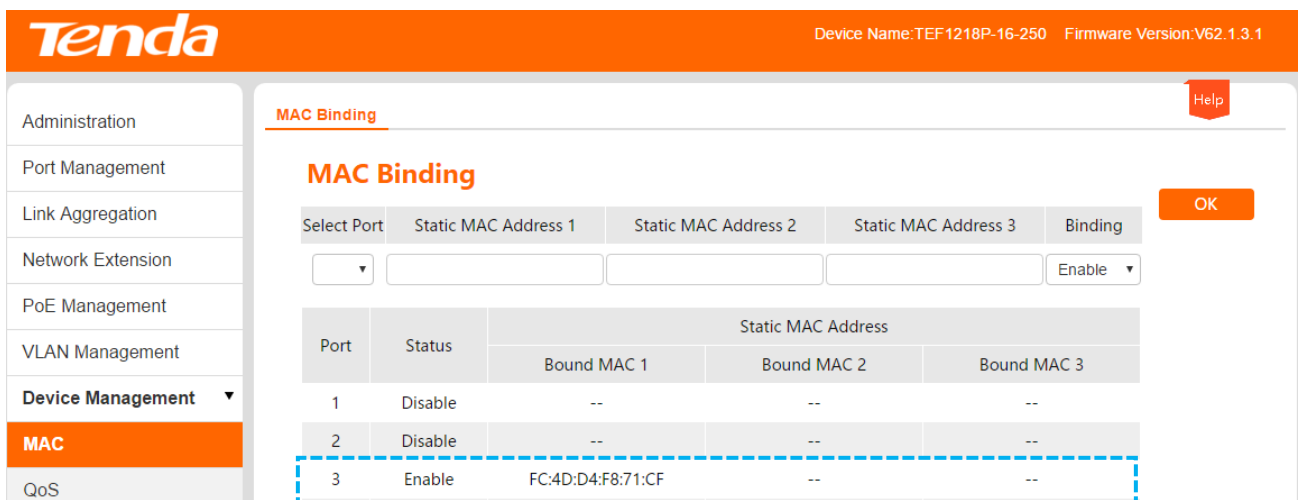 Tenda
Device Name:TEF1218P-16-250 Firmware Version:V62.1.3.1
Help
Administration
Port Management
Link Aggregation
Network Extension
PoE Management
VLAN Management
Device Management
MAC
QoS
MAC Binding
MAC Binding
OK
Select Port Static MAC Address 1 Static MAC Address 2 Static MAC Address 3 Binding
Enable
Port Status Static MAC Address
Bound MAC 1 Bound MAC 2 Bound MAC 3
1 Disable -- -- --
2 Disable -- -- --
3 Enable FC:4D:D4:F8:71:CF -- --